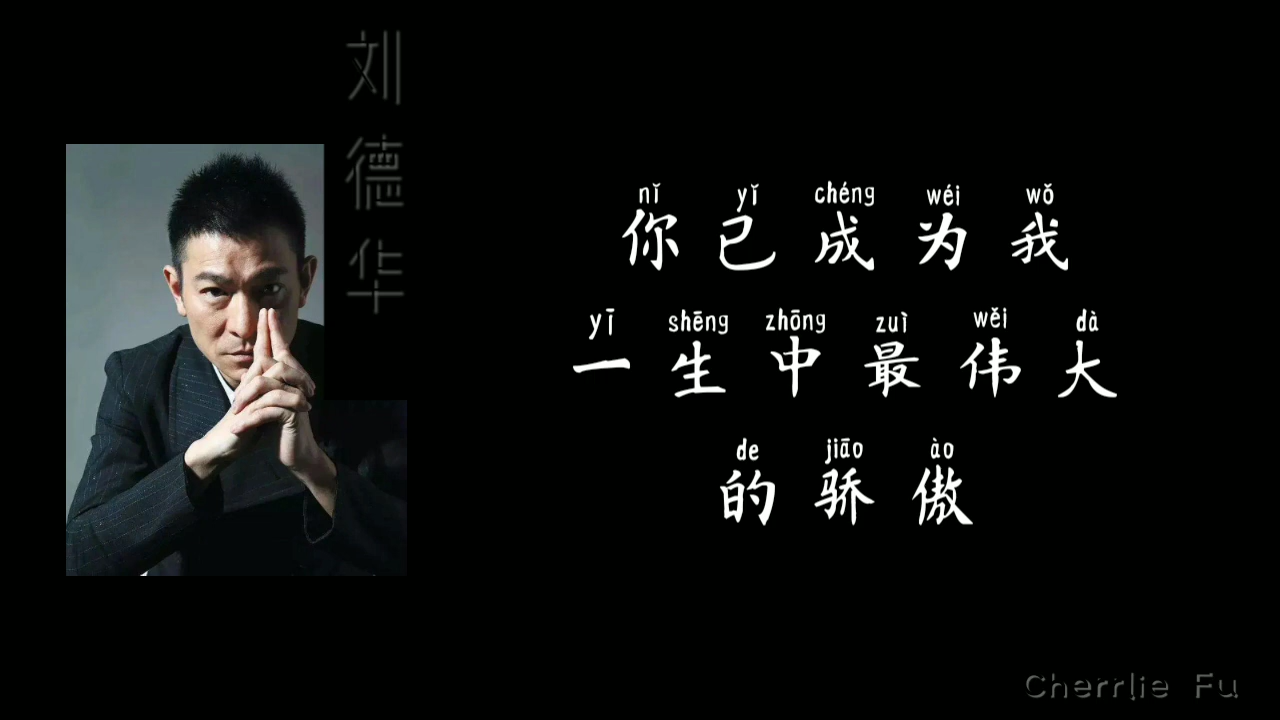 刘德华
nǐ yǐ chéng wéi wǒ
你已成为我
yī shēng zhōng zuì wěi dà
一生中最伟大
de jiāo ào
的骄傲
Cherrlie Fu